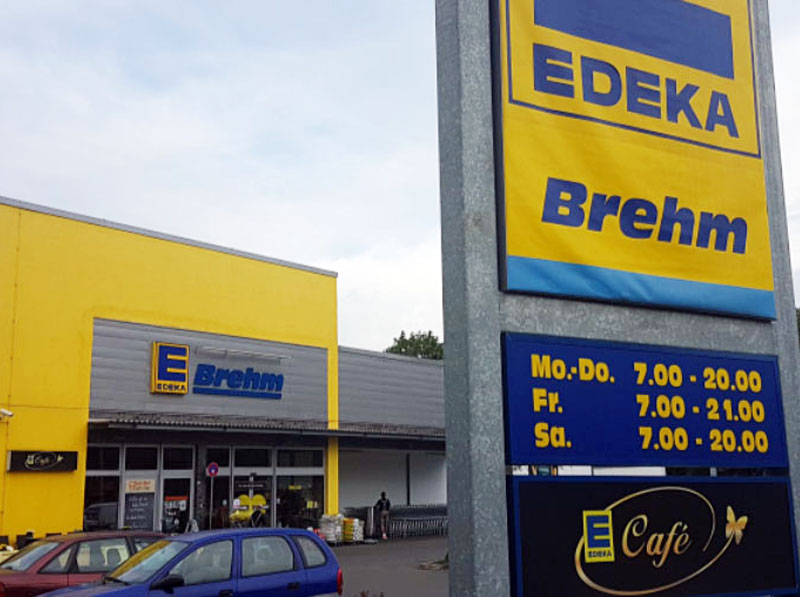 EDEKA
Brehm
Mo.-Do. 7.00 - 20.00
Fr. 7.00 - 21.00
Sa. 7.00 - 20.00
E
EDEKA
Café
E
EDEKA
Brehm
Café